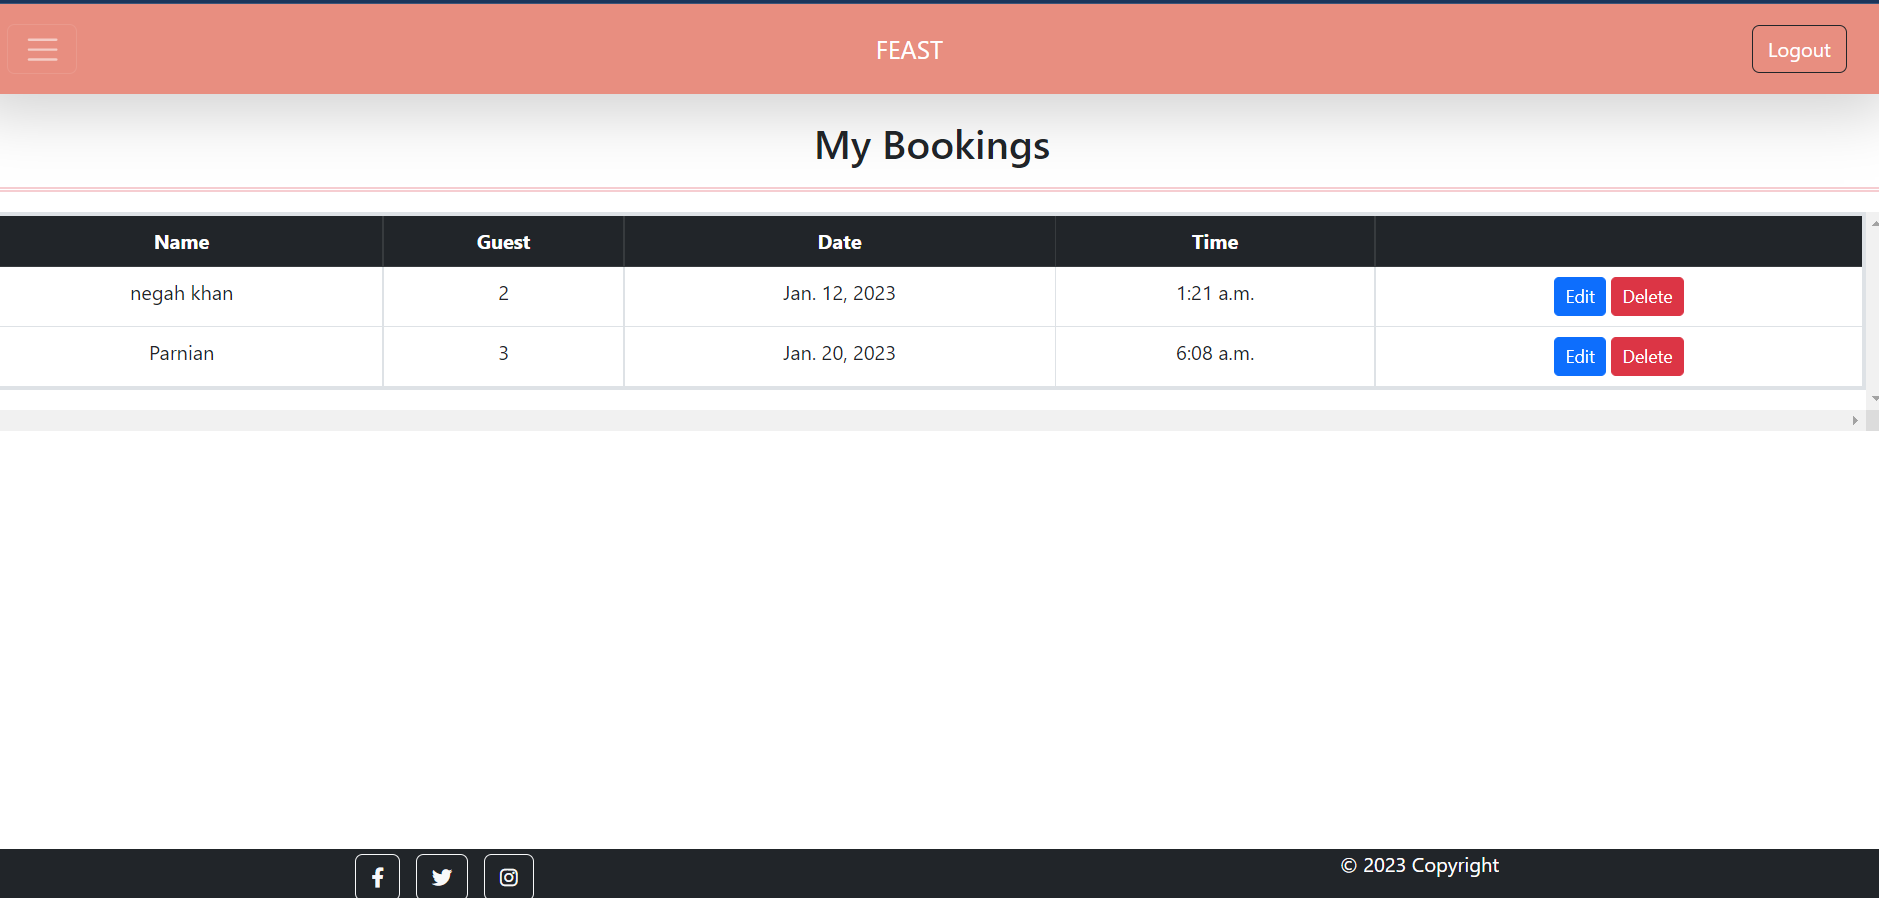 FEAST Logout
My Bookings
Name Guest Date Time
negah khan 2 Jan. 12, 2023 1:21 a.m. Edit Delete
Parnian 3 Jan. 20, 2023 6:08 a.m. Edit Delete
© 2023 Copyright